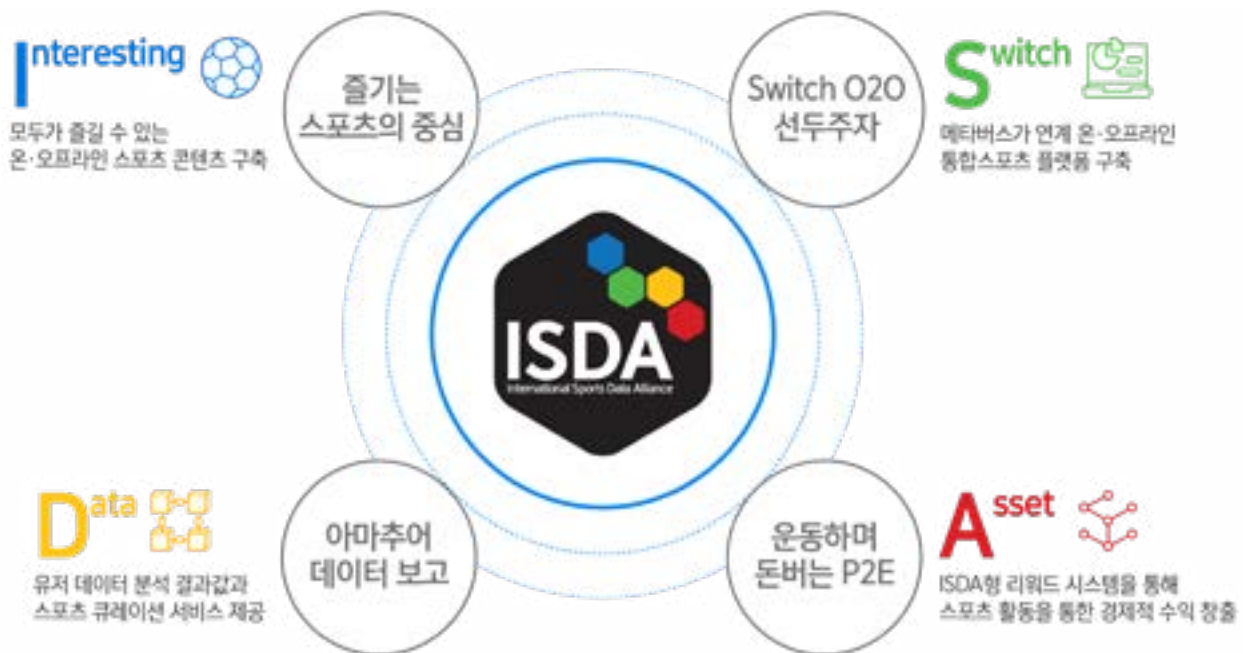 Interesting
모두가 즐길 수 있는
온·오프라인 스포츠 콘텐츠 구축
즐기는
스포츠의 중심
Switch O2O
선두주자
Switch
메타버스가 연계 온·오프라인
통합스포츠 플랫폼 구축
ISDA
International Sports Data Alliance
Data
유저 데이터 분석 결과값과
스포츠 큐레이션 서비스 제공
아마추어
데이터 보고
운동하며
돈버는 P2E
Asset
ISDA형 리워드 시스템을 통해
스포츠 활동을 통한 경제적 수익 창출